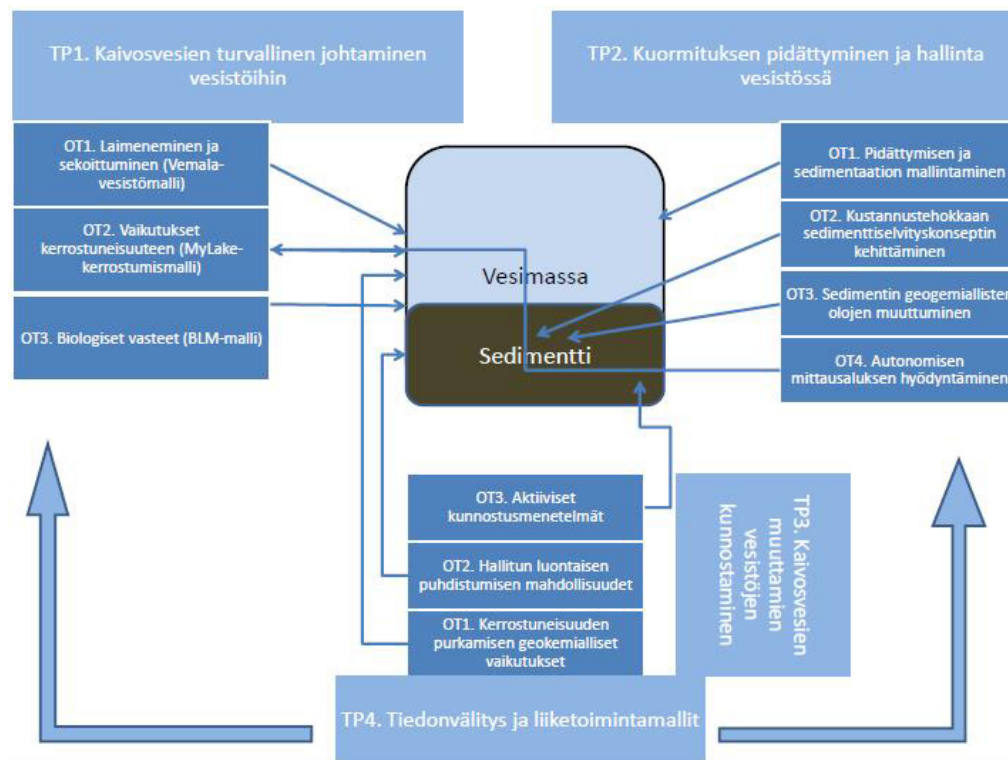 TP1. Kaivosvesien turvallinen johtaminen
vesistöihin
TP2. Kuormituksen pidättyminen ja hallinta
vesistössä
OT1. Laimeneminen ja
sekoittuminen (Vemala-
vesistömalli)
OT2. Vaikutukset
kerrostuneisuuteen (MyLake-
kerrostumismalli)
OT3. Biologiset vasteet (BLM-malli)
Vesimassa
Sedimentti
OT1. Pidättymisen ja
sedimentaation mallintaminen
OT2. Kustannustehokkaan
sedimenttiselvityskonseptin
kehittäminen
OT3. Sedimentin geogemiallisten
olojen muuttuminen
OT4. Autonomisen
mittausaluksen hyödyntäminen
OT3. Aktiiviset
kunnostusmenetelmät
OT2. Hallitun luontaisen
puhdistumisen mahdollisuudet
OT1. Kerrostuneisuuden
purkamisen geokemialliset
vaikutukset
TP3. Kaivosvesien
muuttamien
vesistöjen
kunnostaminen
TP4. Tiedonvälitys ja liiketoimintamallit